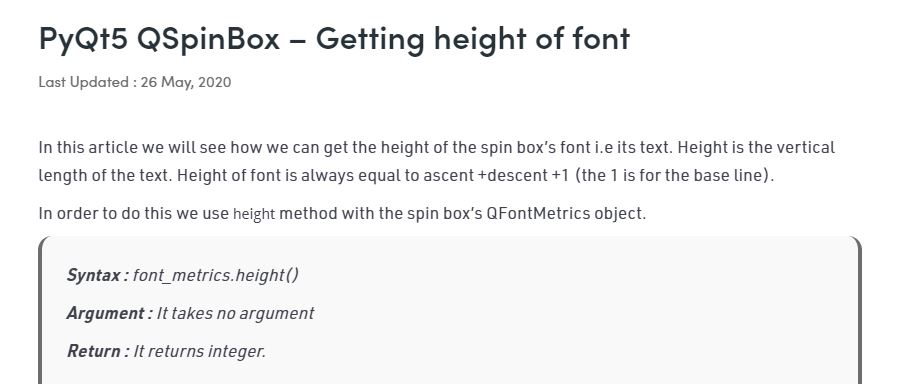 PyQt5 QSpinBox – Getting height of font
Last Updated : 26 May, 2020
In this article we will see how we can get the height of the spin box’s font i.e its text. Height is the vertical
length of the text. Height of font is always equal to ascent +descent +1 (the 1 is for the base line).
In order to do this we use height method with the spin box’s QFontMetrics object.
Syntax : font_metrics.height()
Argument : It takes no argument
Return : It returns integer.